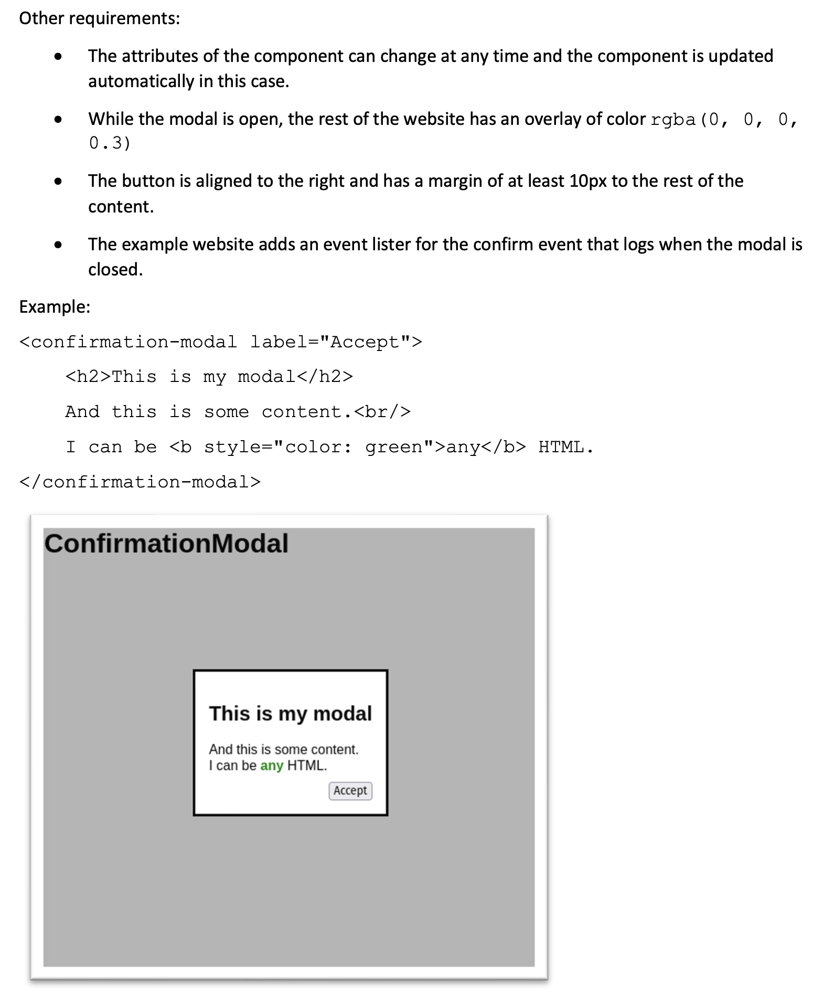 Other requirements:
• The attributes of the component can change at any time and the component is updated
automatically in this case.
• While the modal is open, the rest of the website has an overlay of color rgba(0, 0, 0,
0.3)
• The button is aligned to the right and has a margin of at least 10px to the rest of the
content.
• The example website adds an event lister for the confirm event that logs when the modal is
closed.
Example:
<confirmation-modal label="Accept">
<h2>This is my modal</h2>
And this is some content.<br/>
I can be <b style="color: green">any</b> HTML.
</confirmation-modal>
ConfirmationModal
This is my modal
And this is some content.
I can be any HTML.
Accept